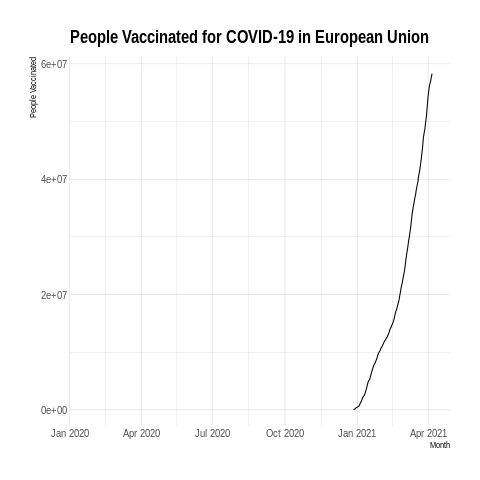 People Vaccinated for COVID-19 in European Union
People Vaccinated
6e+07
4e+07
2e+07
0e+00
Jan 2020 Apr 2020 Jul 2020 Oct 2020 Jan 2021 Apr 2021
Month